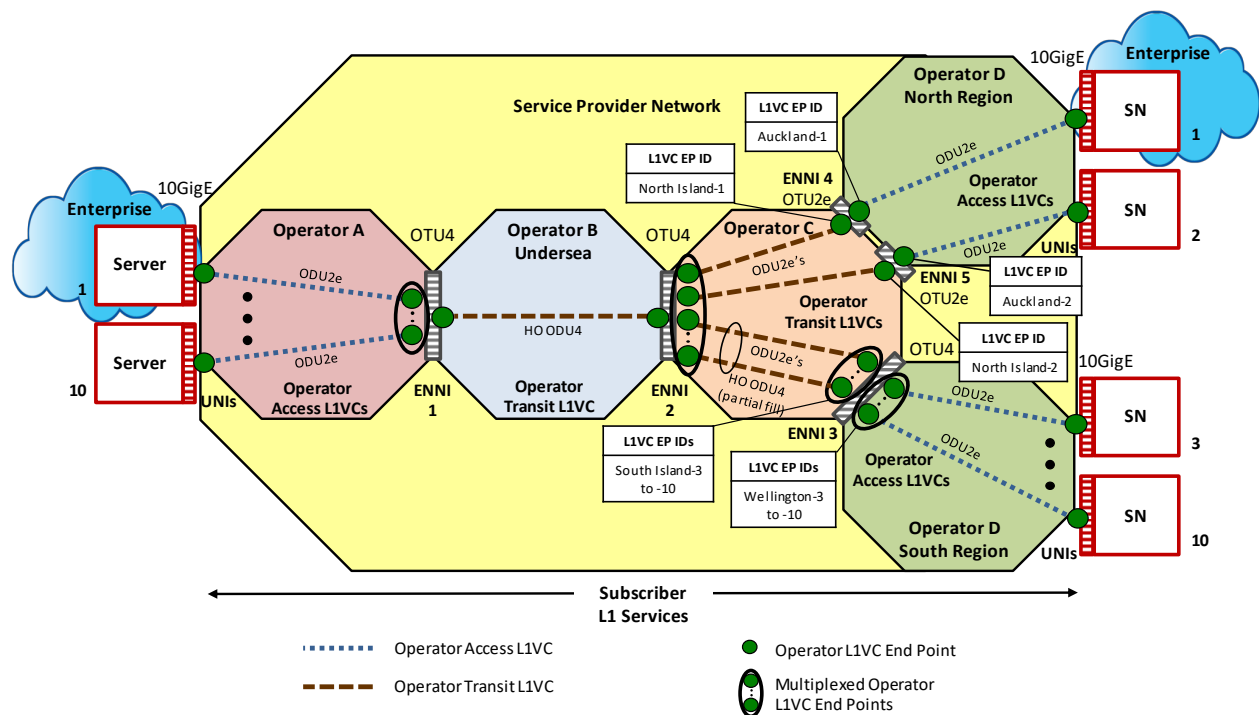 10GigE
Enterprise
Operator D
North Region
SN
1
Service Provider Network
L1VC EP ID
Auckland-1
ODU2e
L1VC EP ID
North Island-1
ENNI 4
OTU2e
Operator
Access L1VCs
SN
2
UNIs
ODU2e
10GigE
Enterprise
Operator A
OTU4
Operator B
Undersea
OTU4
Operator C
Server
1
ODU2e
ODU2e's
ENNI 5
OTU2e
L1VC EP ID
Auckland-2
Operator
Transit L1VCs
HO ODU4
Server
10
ODU2e
UNIs
Operator
Access L1VCs
ENNI
1
Operator
Transit L1VC
ENNI
2
ODU2e's
HO ODU4
(partial fill)
OTU4
L1VC EP ID
North Island-2
10GigE
ENNI 3
ODU2e
SN
3
L1VC EP IDs
South Island-3
to -10
L1VC EP IDs
Wellington-3
to -10
Operator
Access L1VCs
ODU2e
SN
10
Operator D
South Region
UNIs
Subscriber
L1 Services
Operator Access L1VC
Operator L1VC End Point
Operator Transit L1VC
Multiplexed Operator
L1VC End Points